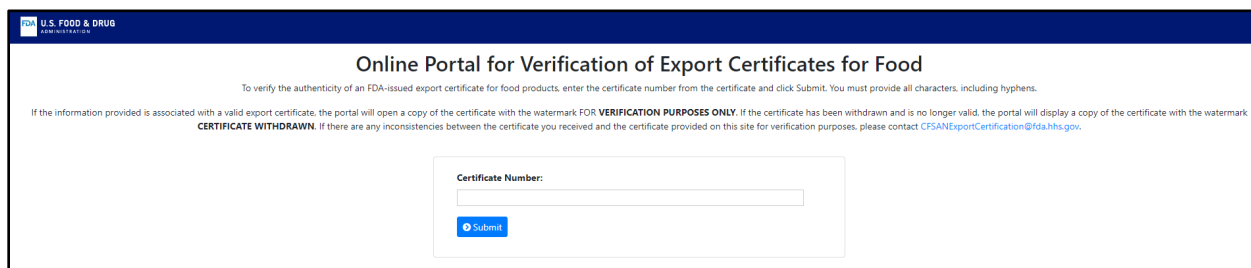 FDA U.S. FOOD & DRUG
ADMINISTRATION
Online Portal for Verification of Export Certificates for Food
To verify the authenticity of an FDA-issued export certificate for food products, enter the certificate number from the certificate and click Submit. You must provide all characters, including hyphens.
If the information provided is associated with a valid export certificate, the portal will open a copy of the certificate with the watermark FOR VERIFICATION PURPOSES ONLY. If the certificate has been withdrawn and is no longer valid, the portal will display a copy of the certificate with the watermark
CERTIFICATE WITHDRAWN. If there are any inconsistencies between the certificate you received and the certificate provided on this site for verification purposes, please contact CFSANExportCertification@fda.hhs.gov.
Certificate Number:
Submit